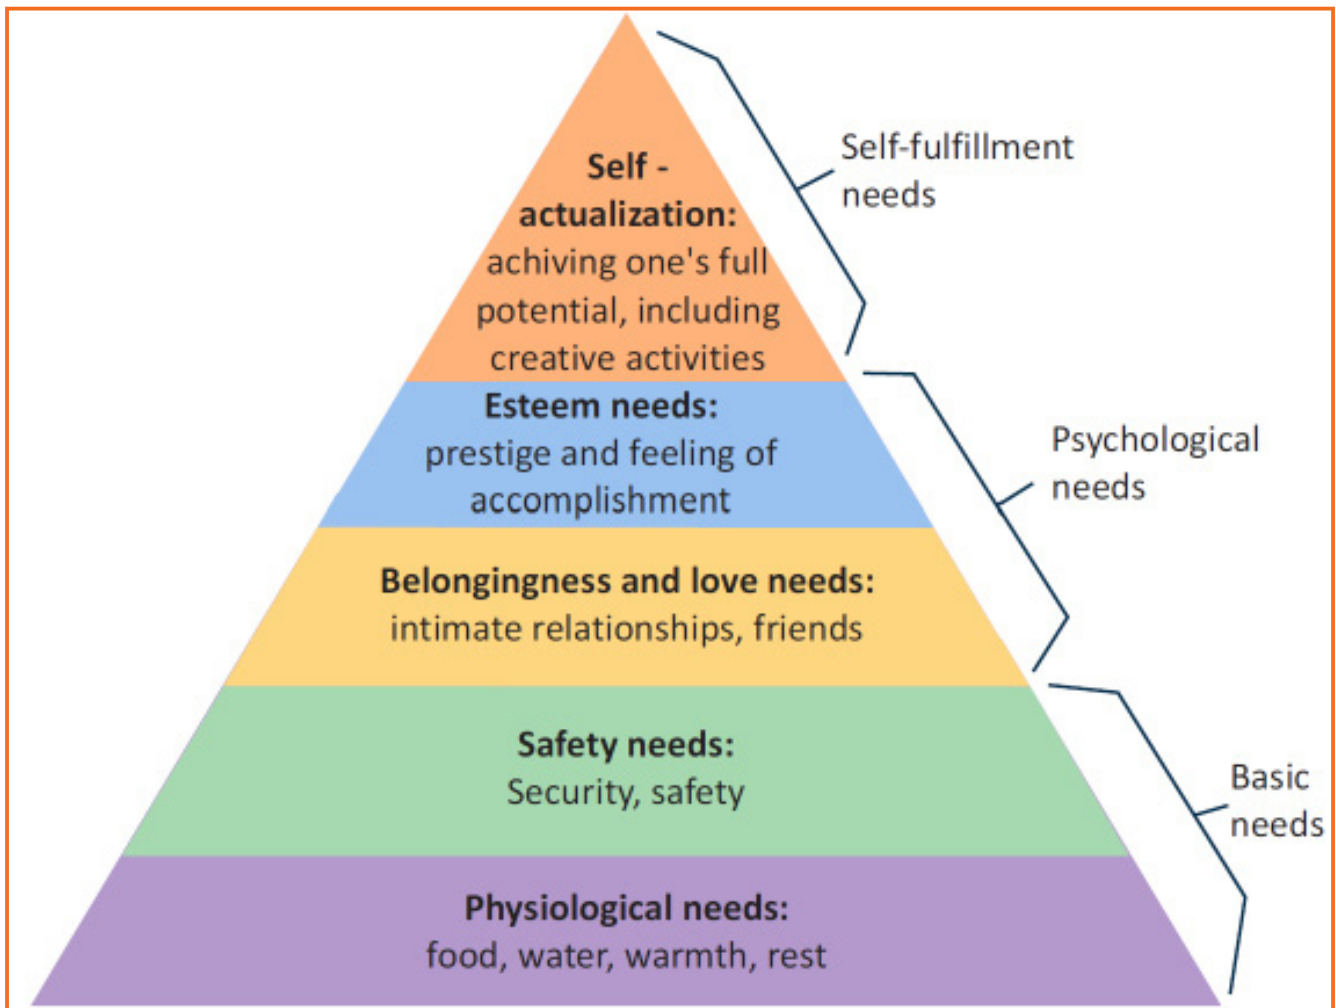 Self -
actualization:
achiving one's full
potential, including
creative activities
Self-fulfillment
needs
Esteem needs:
prestige and feeling of
accomplishment
Psychological
needs
Belongingness and love needs:
intimate relationships, friends
Safety needs:
Security, safety
Basic
needs
Physiological needs:
food, water, warmth, rest